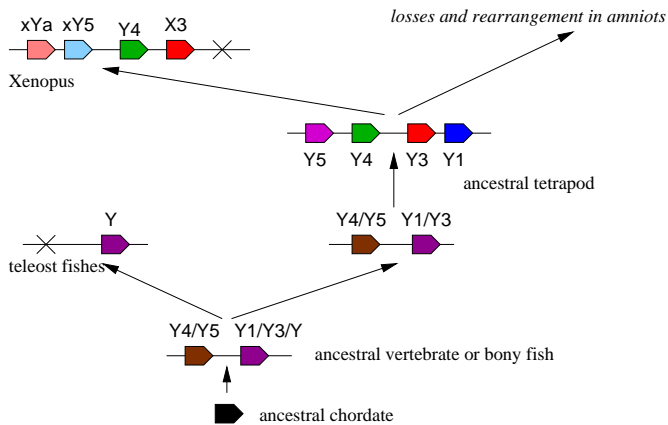 losses and rearrangement in amniots
xYa xY5 Y4 X3
Xenopus
Y5 Y4 Y3 Y1
ancestral tetrapod
Y4/Y5 Y1/Y3
Y
teleost fishes
Y4/Y5 Y1/Y3/Y
ancestral vertebrate or bony fish
ancestral chordate